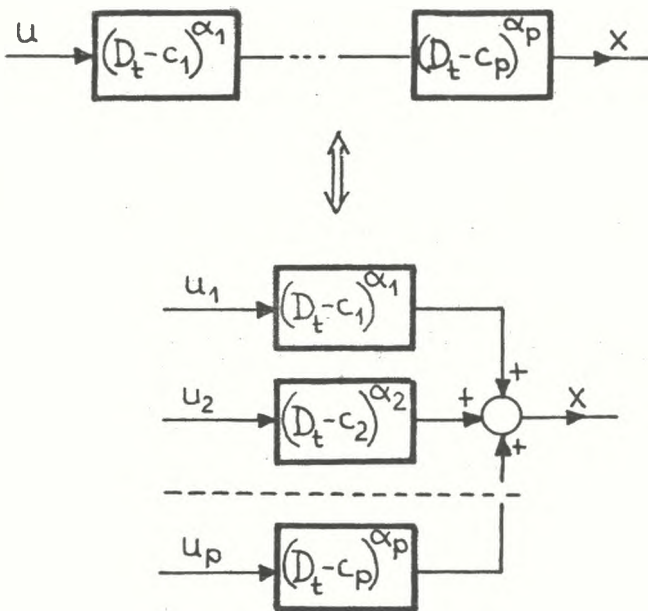 u (D_t-c_1)^α_1 --- (D_t-c_p)^α_p x
u_1 (D_t-c_1)^α_1 +
u_2 (D_t-c_2)^α_2 + x
+
u_p (D_t-c_p)^α_p